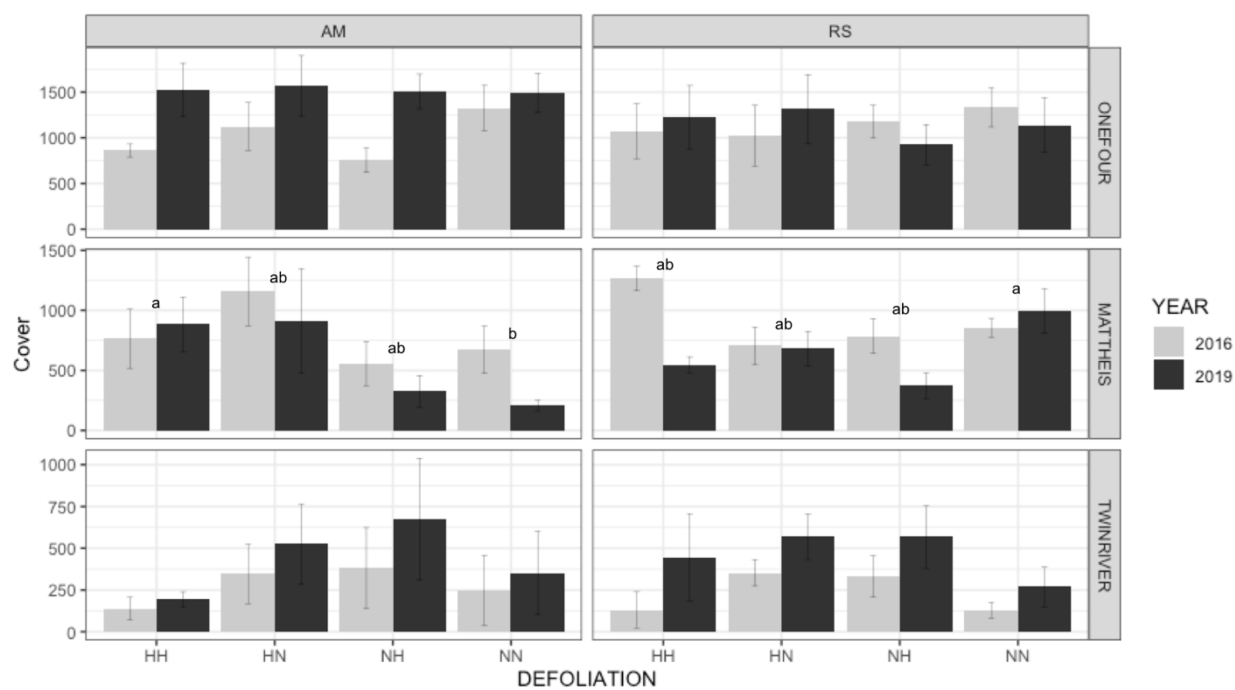 AM RS
1500
1000
500
0
ONEFOUR
1500
1000
500
0
a ab ab b
ab ab ab a
MATTHEIS
1000
750
500
250
0
TWINRIVER
Cover
HH HN NH NN HH HN NH NN
DEFOLIATION
YEAR
2016
2019